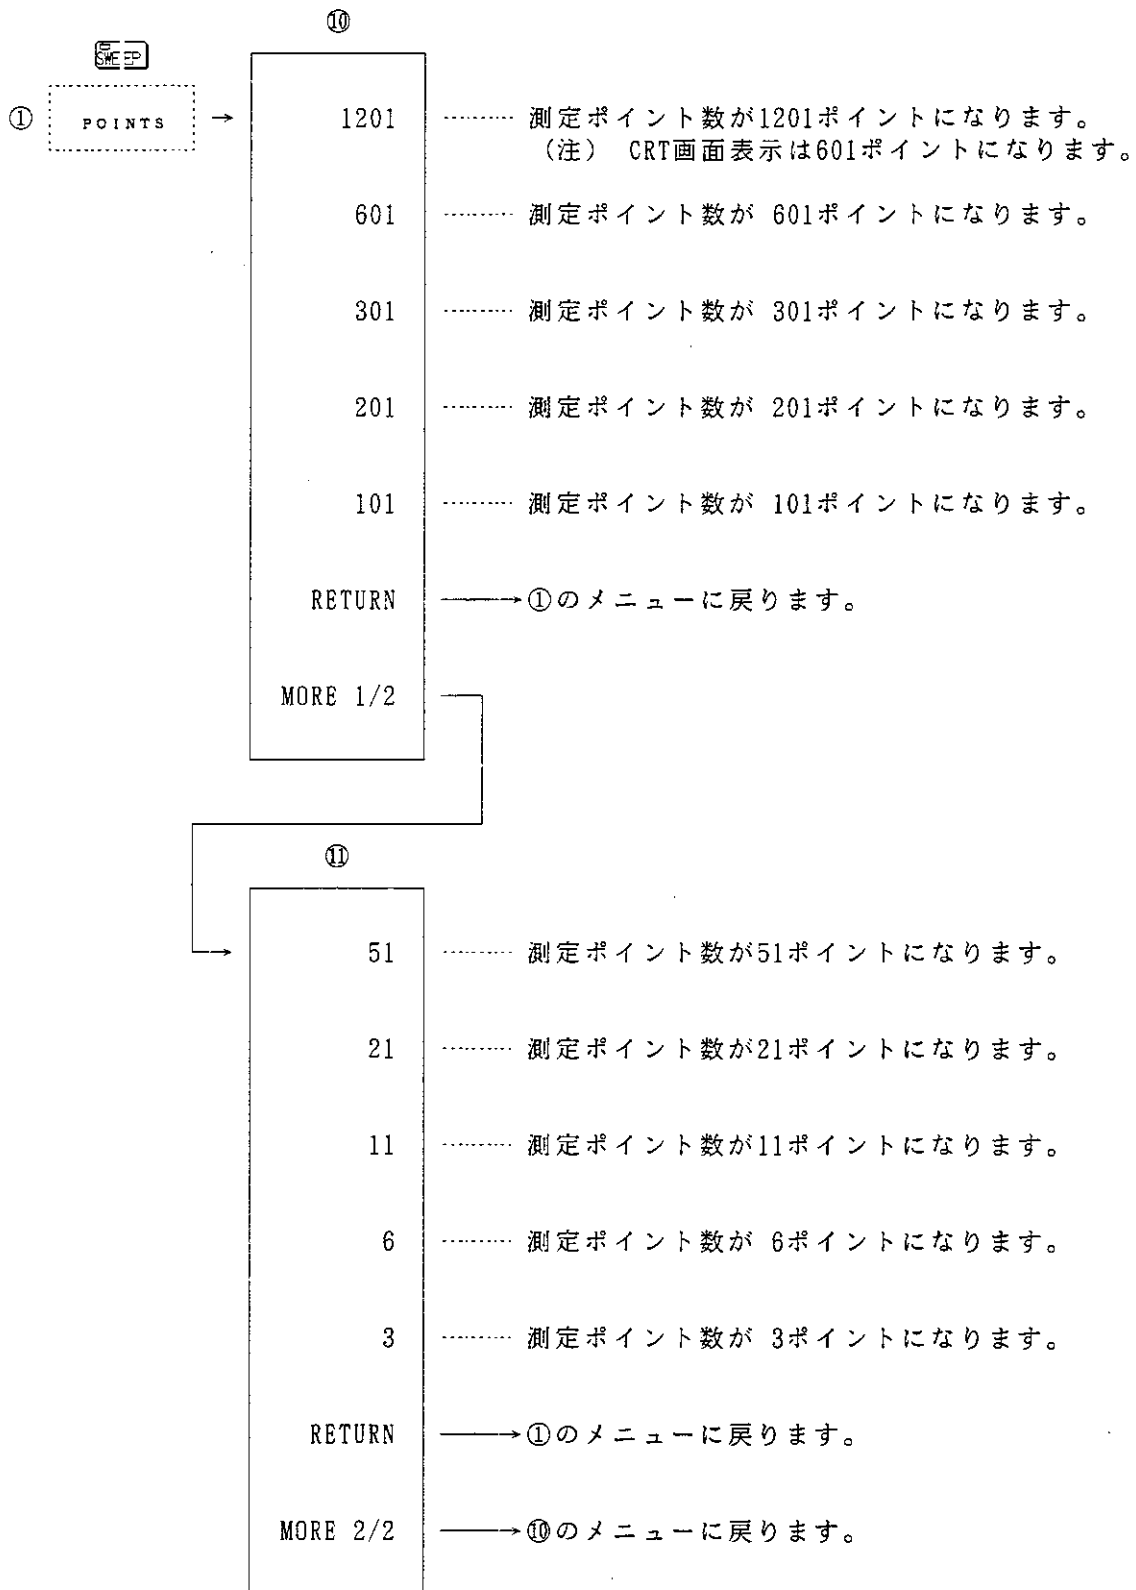 ⑩
SWEEP
① POINTS → 1201 ……… 測定ポイント数が1201ポイントになります。
(注) CRT画面表示は601ポイントになります。
601 ……… 測定ポイント数が 601ポイントになります。
301 ……… 測定ポイント数が 301ポイントになります。
201 ……… 測定ポイント数が 201ポイントになります。
101 ……… 測定ポイント数が 101ポイントになります。
RETURN ──→ ①のメニューに戻ります。
MORE 1/2
⑪
51 ……… 測定ポイント数が51ポイントになります。
21 ……… 測定ポイント数が21ポイントになります。
11 ……… 測定ポイント数が11ポイントになります。
6 ……… 測定ポイント数が 6ポイントになります。
3 ……… 測定ポイント数が 3ポイントになります。
RETURN ──→ ①のメニューに戻ります。
MORE 2/2 ──→ ⑩のメニューに戻ります。